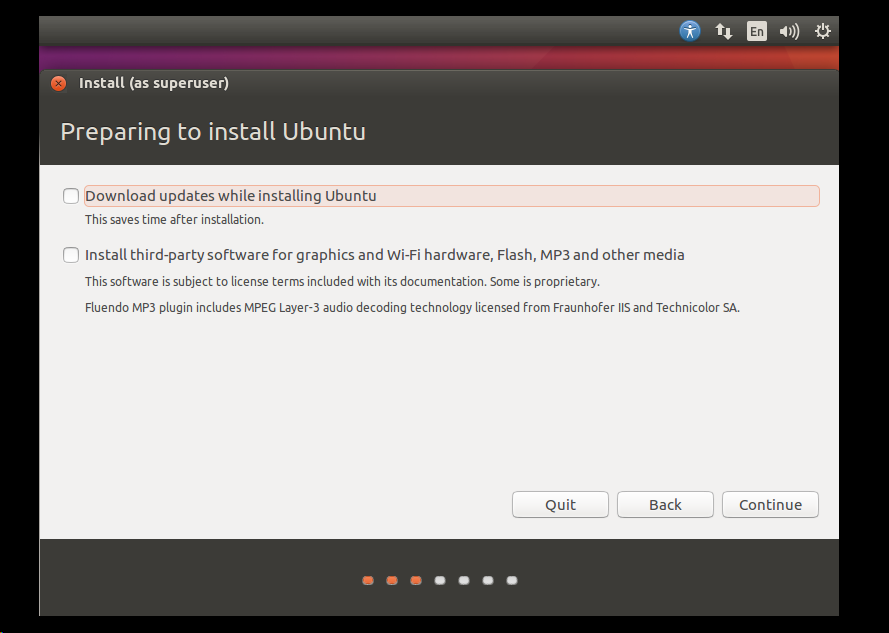 En
Install (as superuser)
Preparing to install Ubuntu
Download updates while installing Ubuntu
This saves time after installation.
Install third-party software for graphics and Wi-Fi hardware, Flash, MP3 and other media
This software is subject to license terms included with its documentation. Some is proprietary.
Fluendo MP3 plugin includes MPEG Layer-3 audio decoding technology licensed from Fraunhofer IIS and Technicolor SA.
Quit Back Continue